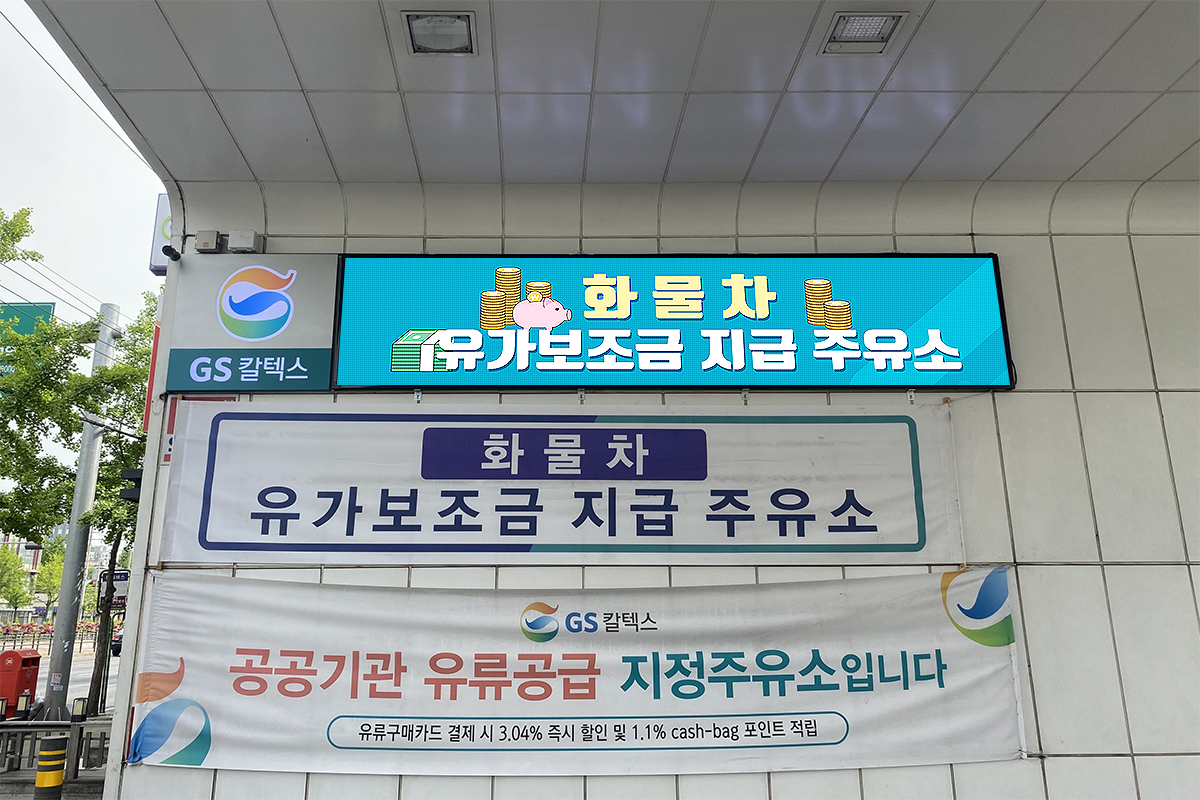 화물차
유가보조금 지급 주유소
GS 칼텍스
화물차
유가보조금 지급 주유소
GS 칼텍스
공공기관 유류공급 지정주유소입니다
유류구매카드 결제 시 3.04% 즉시 할인 및 1.1% cash-bag 포인트 적립